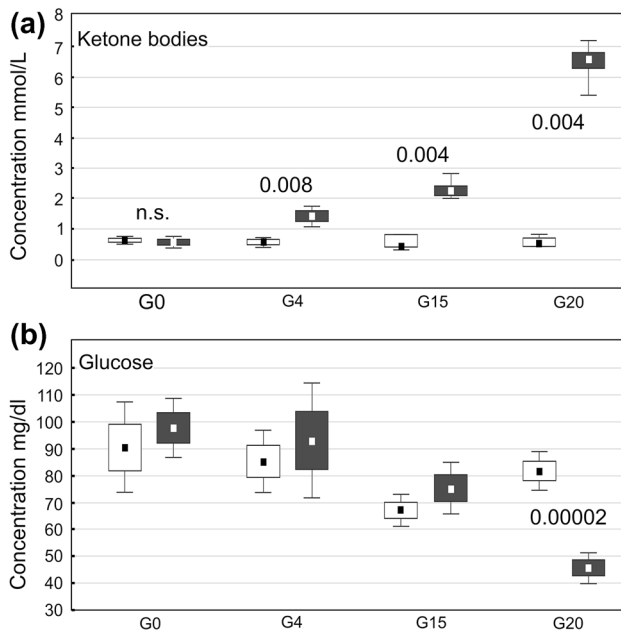 (a)
Ketone bodies
Concentration mmol/L
8
7
6
5
4
3
2
1
0
n.s.
0.008
0.004
0.004
G0
G4
G15
G20
(b)
Glucose
Concentration mg/dl
120
110
100
90
80
70
60
50
40
30
0.00002
G0
G4
G15
G20